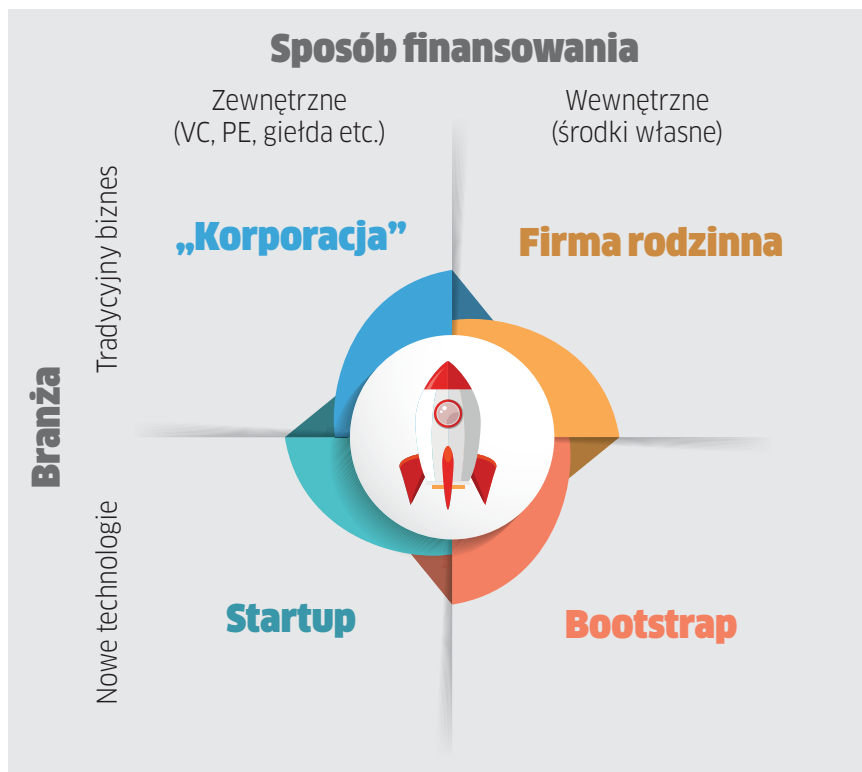 Sposób finansowania
Zewnętrzne
(VC, PE, giełda etc.)
Wewnętrzne
(środki własne)
Branża
Tradycyjny biznes
„Korporacja”
Firma rodzinna
Nowe technologie
Startup
Bootstrap